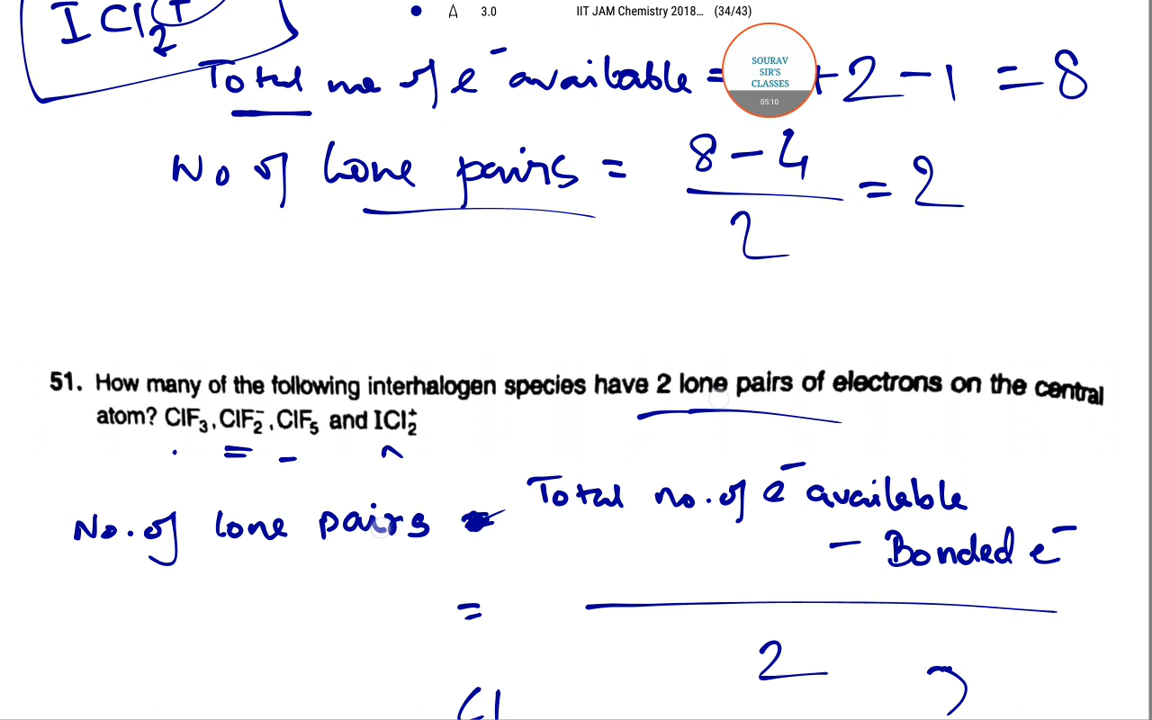 3.0 IIT JAM Chemistry 2018... (34/43)
ICl2+
Total no of e- available = +2-1=8
SOURAV
SIR'S
CLASSES
05:10
No of Lone pairs = 8-4/2 = 2
51. How many of the following interhalogen species have 2 lone pairs of electrons on the central
atom? ClF₃, ClF₂⁻, ClF₅ and ICl₂⁺
No. of lone pairs
Total no. of e- available
- Bonded e-
=
2
Cl